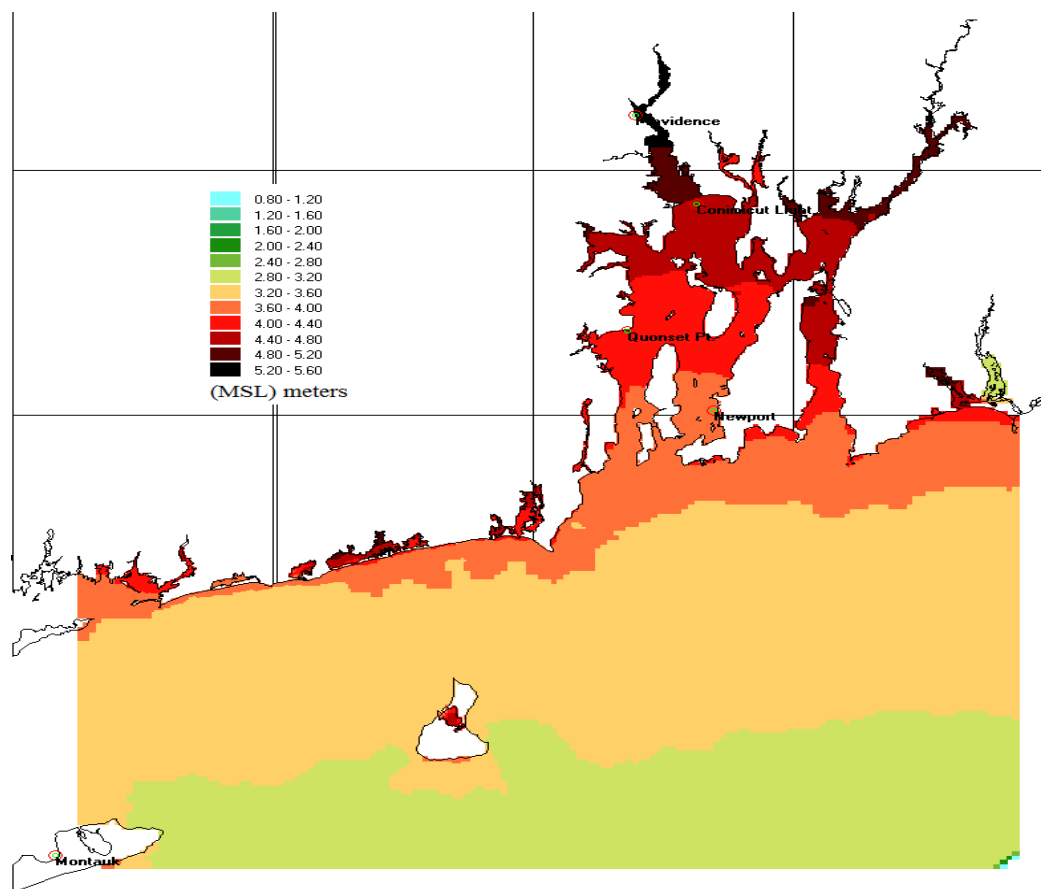 Providence
0.80 - 1.20
1.20 - 1.60
1.60 - 2.00
2.00 - 2.40
2.40 - 2.80
2.80 - 3.20
3.20 - 3.60
3.60 - 4.00
4.00 - 4.40
4.40 - 4.80
4.80 - 5.20
5.20 - 5.60
(MSL) meters
Conimicut Light
Quonset Pt.
Newport
Montauk